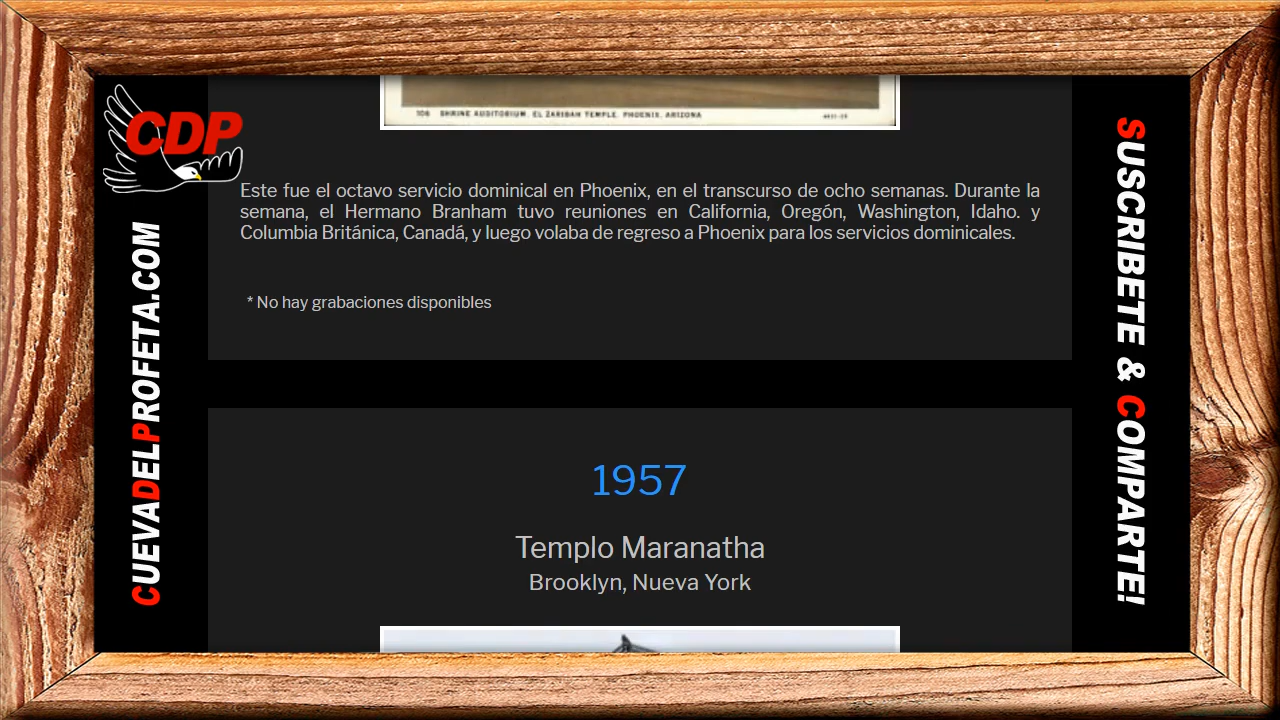 CDP
CUEVADELPROFETA.COM
106 SHRINE AUDITORIUM, EL ZARIBAH TEMPLE, PHOENIX, ARIZONA
Este fue el octavo servicio dominical en Phoenix, en el transcurso de ocho semanas. Durante la
semana, el Hermano Branham tuvo reuniones en California, Oregón, Washington, Idaho. y
Columbia Británica, Canadá, y luego volaba de regreso a Phoenix para los servicios dominicales.
* No hay grabaciones disponibles
1957
Templo Maranatha
Brooklyn, Nueva York
SUSCRIBETE & COMPARTE!